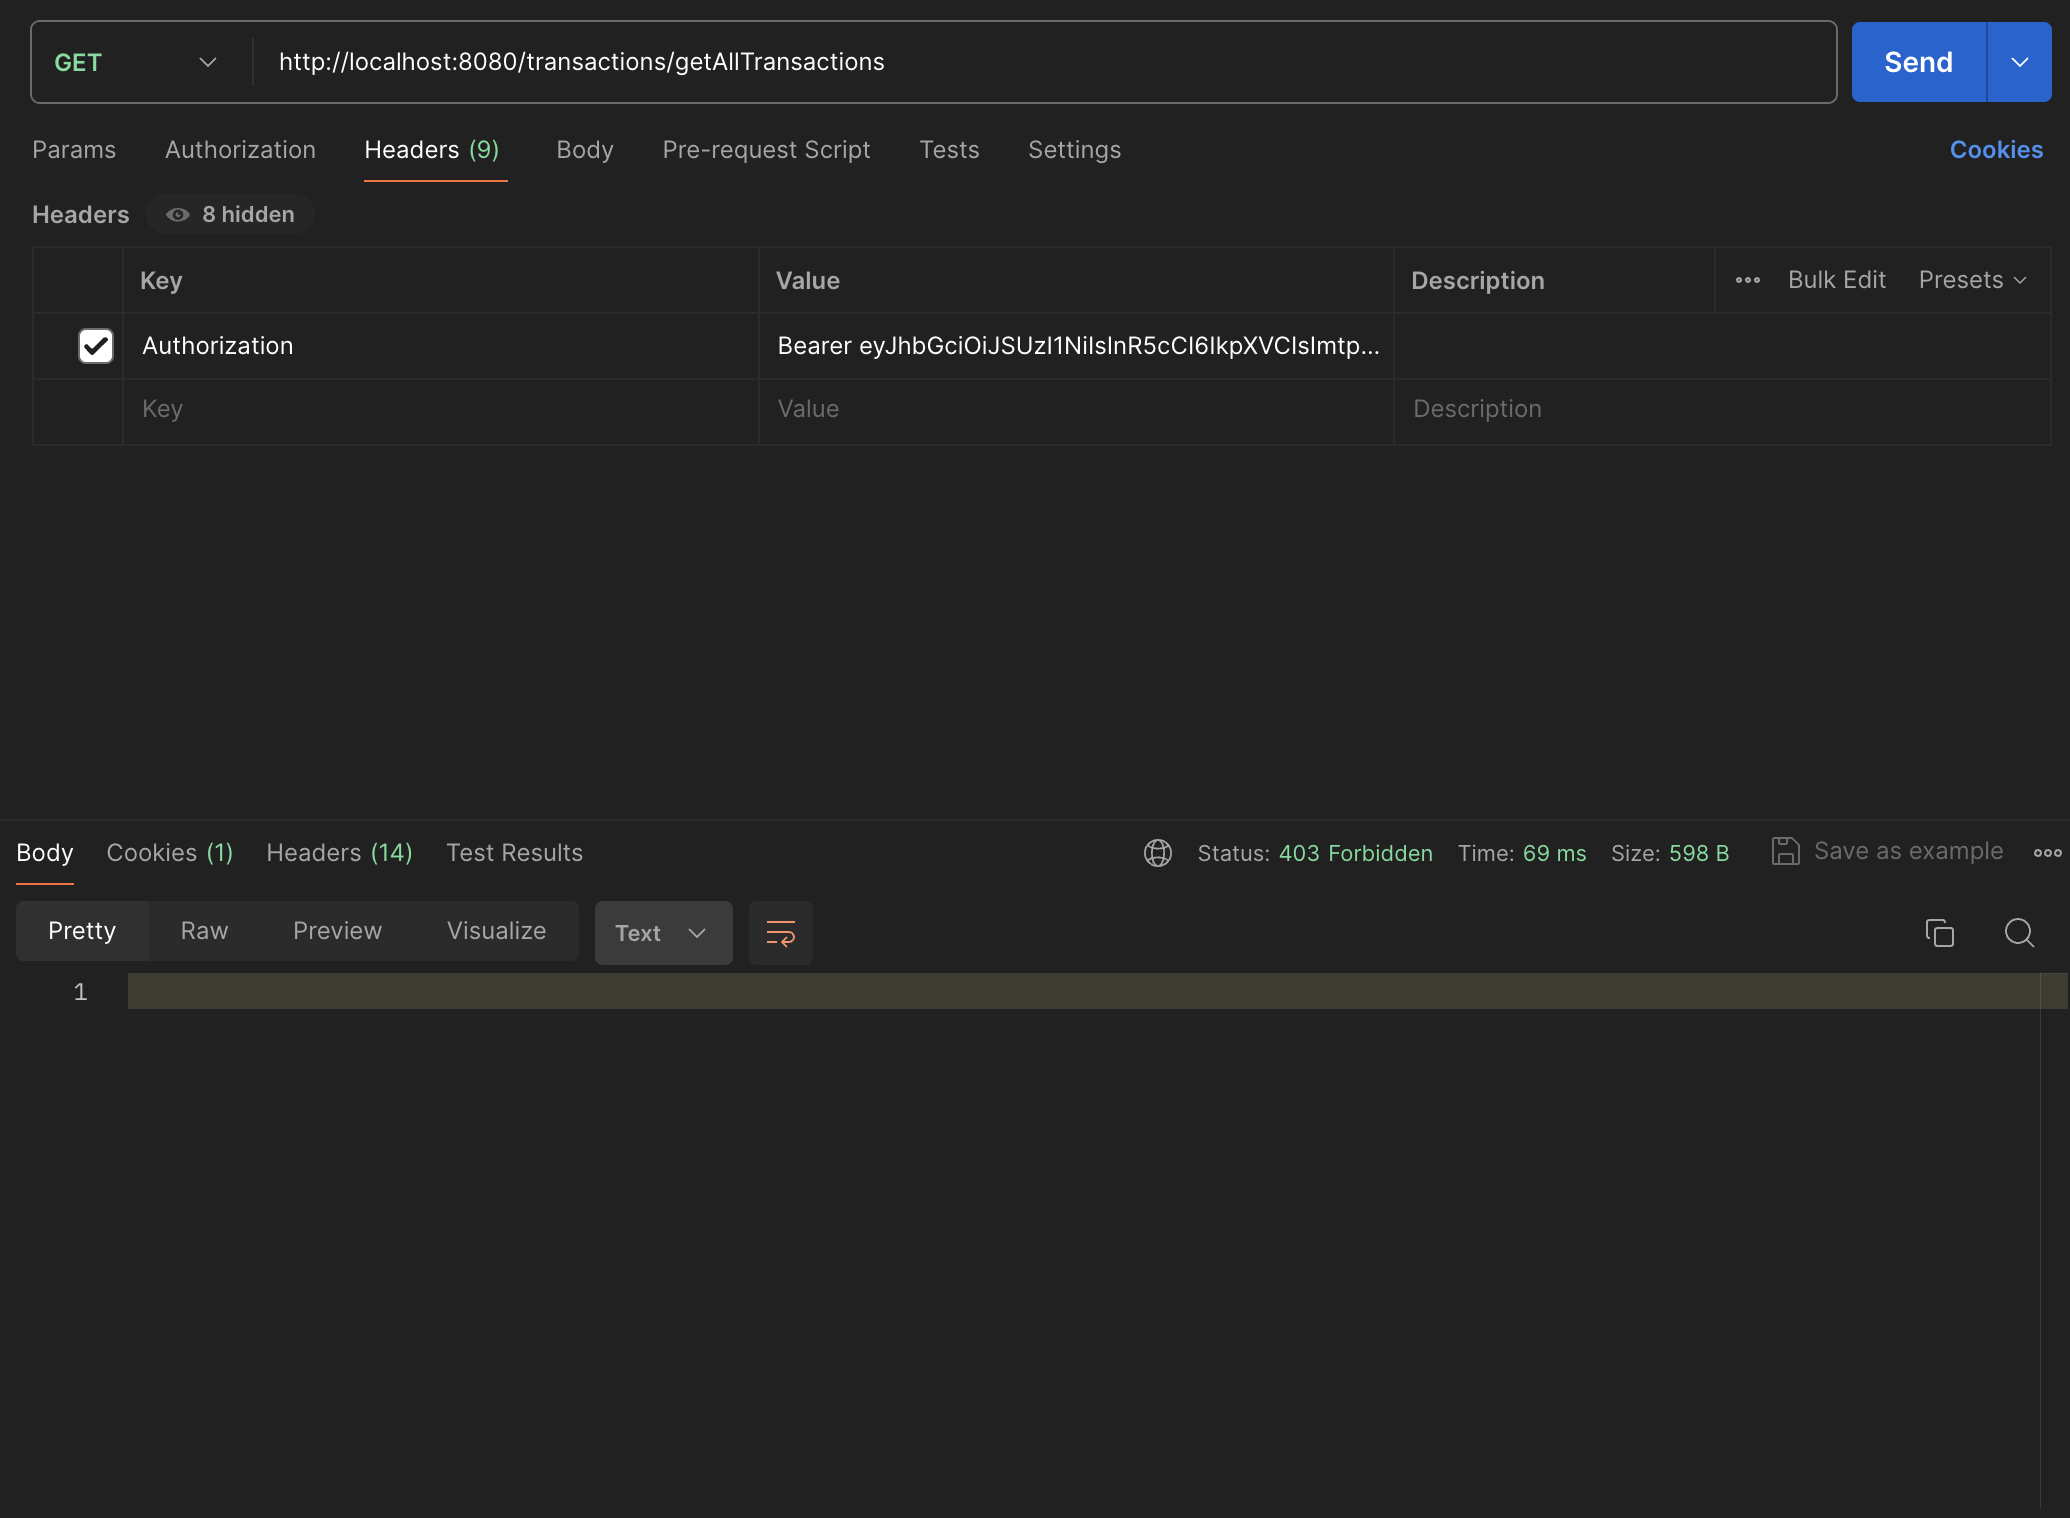 GET http://localhost:8080/transactions/getAllTransactions Send
Params Authorization Headers (9) Body Pre-request Script Tests Settings Cookies
Headers 8 hidden
Key Value Description Bulk Edit Presets
Authorization Bearer eyJhbGciOiJSUzI1NiIsInR5cCI6IkpXVCIsImtp...
Key Value Description
Body Cookies (1) Headers (14) Test Results Status: 403 Forbidden Time: 69 ms Size: 598 B Save as example
Pretty Raw Preview Visualize Text
1